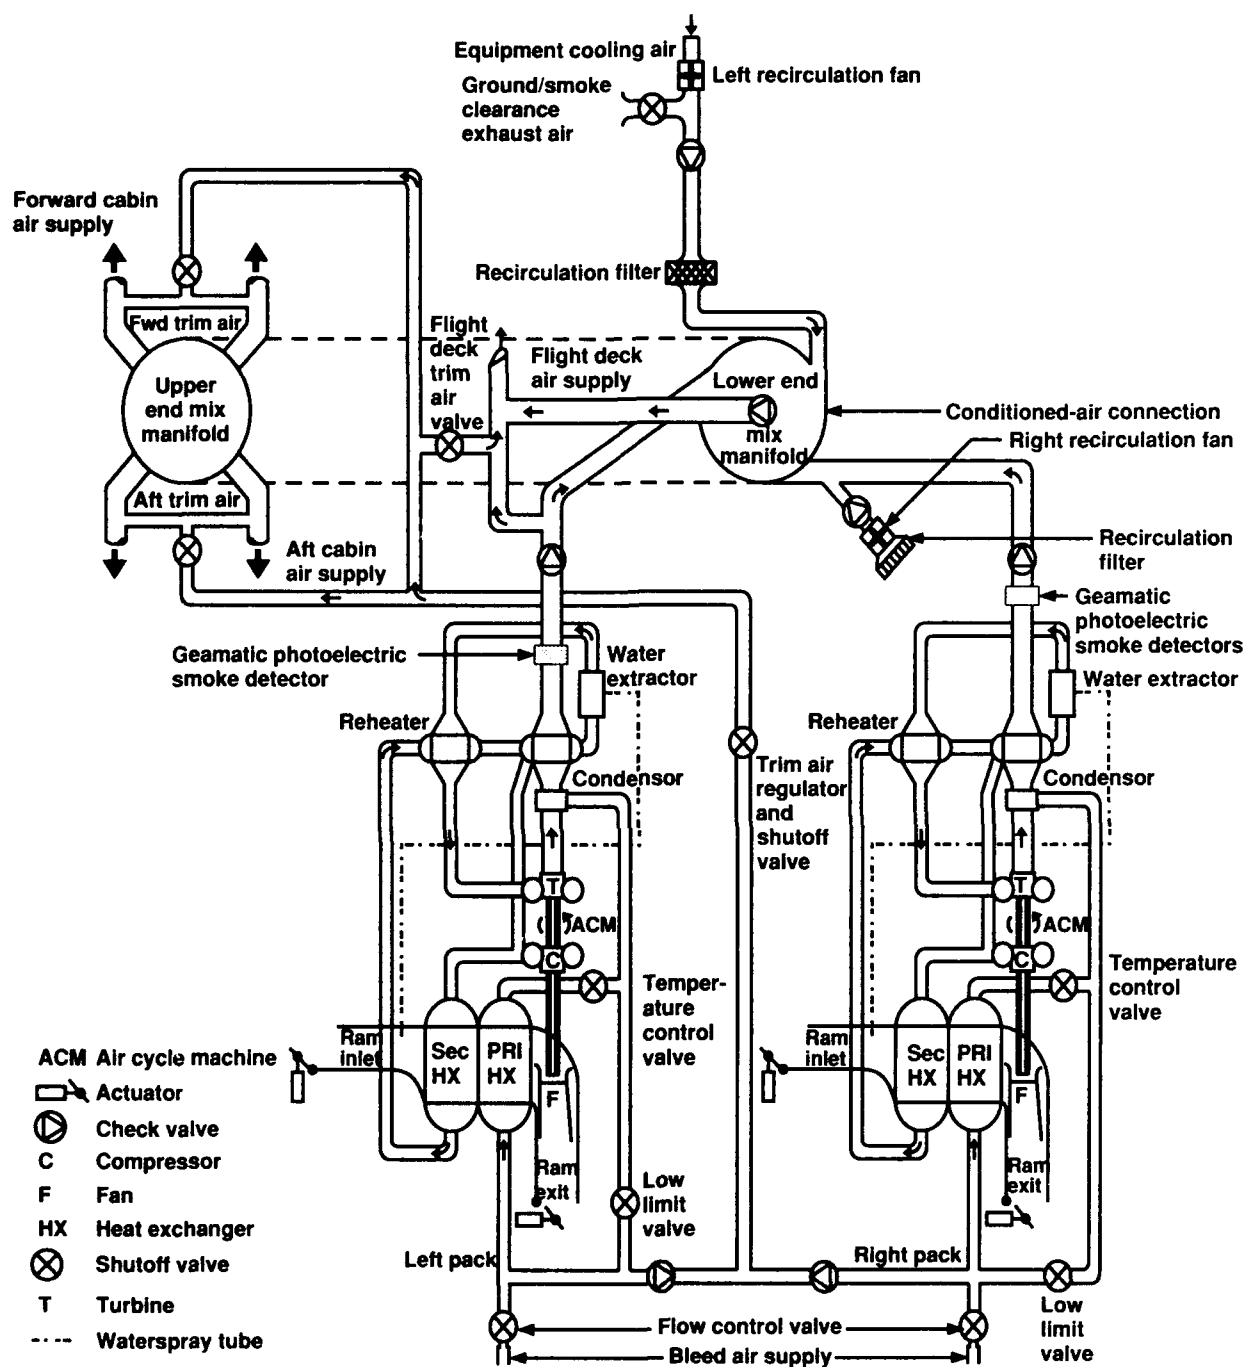 Equipment cooling air
Left recirculation fan
Ground/smoke
clearance
exhaust air
Forward cabin
air supply
Recirculation filter
Fwd trim air
Flight
deck
trim
air
valve
Flight deck
air supply
Lower end
mix
manifold
Upper
end mix
manifold
Conditioned-air connection
Right recirculation fan
Aft trim air
Recirculation
filter
Aft cabin
air supply
Geamatic
photoelectric
smoke detectors
Geamatic photoelectric
smoke detector
Water
extractor
Water extractor
Reheater
Reheater
Condensor
Condensor
Trim air
regulator
and
shutoff
valve
T
T
ACM
ACM
C
C
Temper-
ature
control
valve
Temperature
control
valve
Ram
inlet
Sec
HX
PRI
HX
F
Ram
inlet
Sec
HX
PRI
HX
F
ACM Air cycle machine
Actuator
Check valve
C Compressor
F Fan
HX Heat exchanger
Shutoff valve
T Turbine
Waterspray tube
Ram
exit
Ram
exit
Low
limit
valve
Left pack
Right pack
Low
limit
valve
Flow control valve
Bleed air supply